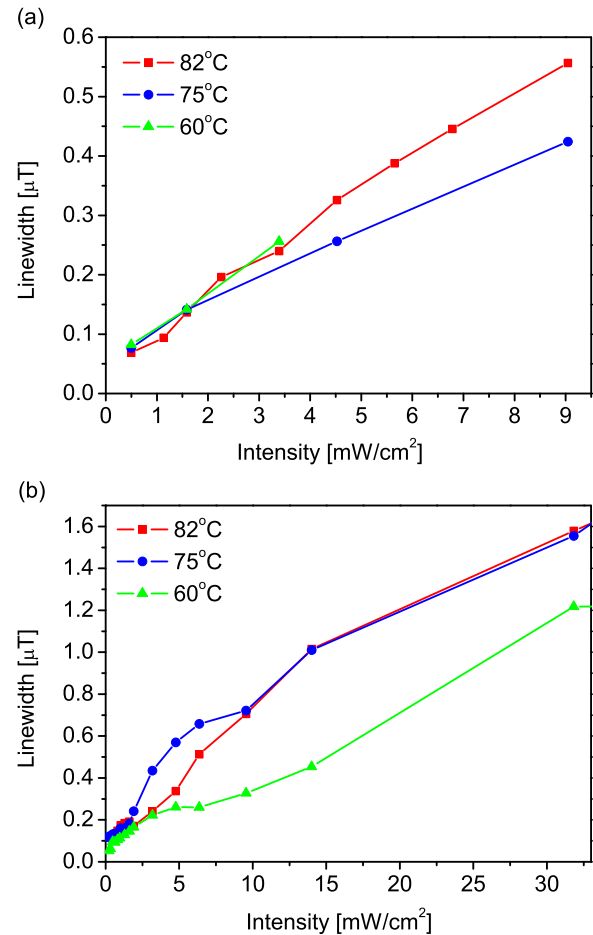 (a)
0.6
0.5
0.4
0.3
0.2
0.1
0.0
Linewidth [μT]
82°C
75°C
60°C
0 1 2 3 4 5 6 7 8 9
Intensity [mW/cm²]
(b)
1.6
1.4
1.2
1.0
0.8
0.6
0.4
0.2
0.0
Linewidth [μT]
82°C
75°C
60°C
0 5 10 15 20 25 30
Intensity [mW/cm²]